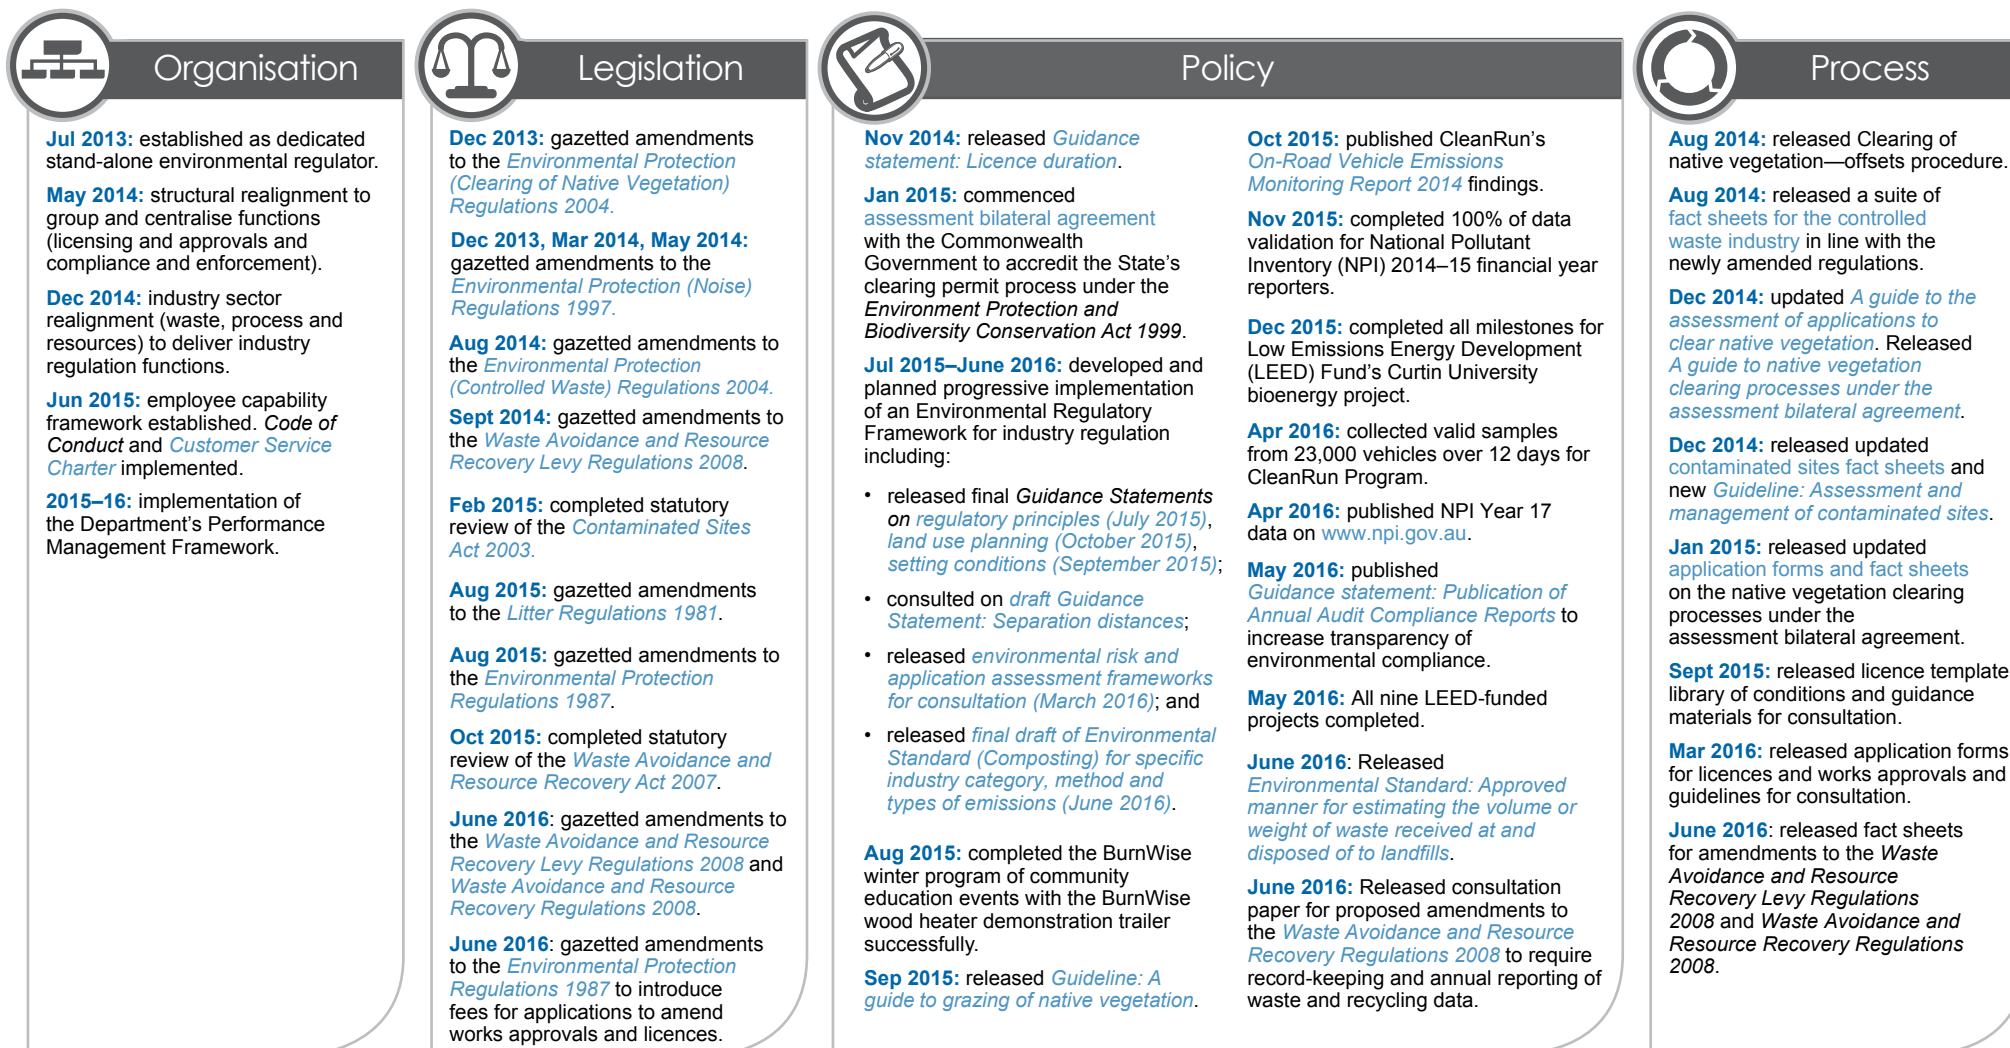 Organisation
Jul 2013: established as dedicated
stand-alone environmental regulator.
May 2014: structural realignment to
group and centralise functions
(licensing and approvals and
compliance and enforcement).
Dec 2014: industry sector
realignment (waste, process and
resources) to deliver industry
regulation functions.
Jun 2015: employee capability
framework established. Code of
Conduct and Customer Service
Charter implemented.
2015–16: implementation of
the Department's Performance
Management Framework.
Legislation
Dec 2013: gazetted amendments
to the Environmental Protection
(Clearing of Native Vegetation)
Regulations 2004.
Dec 2013, Mar 2014, May 2014:
gazetted amendments to the
Environmental Protection (Noise)
Regulations 1997.
Aug 2014: gazetted amendments to
the Environmental Protection
(Controlled Waste) Regulations 2004.
Sept 2014: gazetted amendments to
the Waste Avoidance and Resource
Recovery Levy Regulations 2008.
Feb 2015: completed statutory
review of the Contaminated Sites
Act 2003.
Aug 2015: gazetted amendments
to the Litter Regulations 1981.
Aug 2015: gazetted amendments to
the Environmental Protection
Regulations 1987.
Oct 2015: completed statutory
review of the Waste Avoidance and
Resource Recovery Act 2007.
June 2016: gazetted amendments to
the Waste Avoidance and Resource
Recovery Levy Regulations 2008 and
Waste Avoidance and Resource
Recovery Regulations 2008.
June 2016: gazetted amendments
to the Environmental Protection
Regulations 1987 to introduce
fees for applications to amend
works approvals and licences.
Policy
Nov 2014: released Guidance
statement: Licence duration.
Jan 2015: commenced
assessment bilateral agreement
with the Commonwealth
Government to accredit the State's
clearing permit process under the
Environment Protection and
Biodiversity Conservation Act 1999.
Jul 2015–June 2016: developed and
planned progressive implementation
of an Environmental Regulatory
Framework for industry regulation
including:
• released final Guidance Statements
on regulatory principles (July 2015),
land use planning (October 2015),
setting conditions (September 2015);
• consulted on draft Guidance
Statement: Separation distances;
• released environmental risk and
application assessment frameworks
for consultation (March 2016); and
• released final draft of Environmental
Standard (Composting) for specific
industry category, method and
types of emissions (June 2016).
Aug 2015: completed the BurnWise
winter program of community
education events with the BurnWise
wood heater demonstration trailer
successfully.
Sep 2015: released Guideline: A
guide to grazing of native vegetation.
Oct 2015: published CleanRun's
On-Road Vehicle Emissions
Monitoring Report 2014 findings.
Nov 2015: completed 100% of data
validation for National Pollutant
Inventory (NPI) 2014–15 financial year
reporters.
Dec 2015: completed all milestones for
Low Emissions Energy Development
(LEED) Fund's Curtin University
bioenergy project.
Apr 2016: collected valid samples
from 23,000 vehicles over 12 days for
CleanRun Program.
Apr 2016: published NPI Year 17
data on www.npi.gov.au.
May 2016: published
Guidance statement: Publication of
Annual Audit Compliance Reports to
increase transparency of
environmental compliance.
May 2016: All nine LEED-funded
projects completed.
June 2016: Released
Environmental Standard: Approved
manner for estimating the volume or
weight of waste received at and
disposed of to landfills.
June 2016: Released consultation
paper for proposed amendments to
the Waste Avoidance and Resource
Recovery Regulations 2008 to require
record-keeping and annual reporting of
waste and recycling data.
Process
Aug 2014: released Clearing of
native vegetation—offsets procedure.
Aug 2014: released a suite of
fact sheets for the controlled
waste industry in line with the
newly amended regulations.
Dec 2014: updated A guide to the
assessment of applications to
clear native vegetation. Released
A guide to native vegetation
clearing processes under the
assessment bilateral agreement.
Dec 2014: released updated
contaminated sites fact sheets and
new Guideline: Assessment and
management of contaminated sites.
Jan 2015: released updated
application forms and fact sheets
on the native vegetation clearing
processes under the
assessment bilateral agreement.
Sept 2015: released licence template
library of conditions and guidance
materials for consultation.
Mar 2016: released application forms
for licences and works approvals and
guidelines for consultation.
June 2016: released fact sheets
for amendments to the Waste
Avoidance and Resource
Recovery Levy Regulations
2008 and Waste Avoidance and
Resource Recovery Regulations
2008.